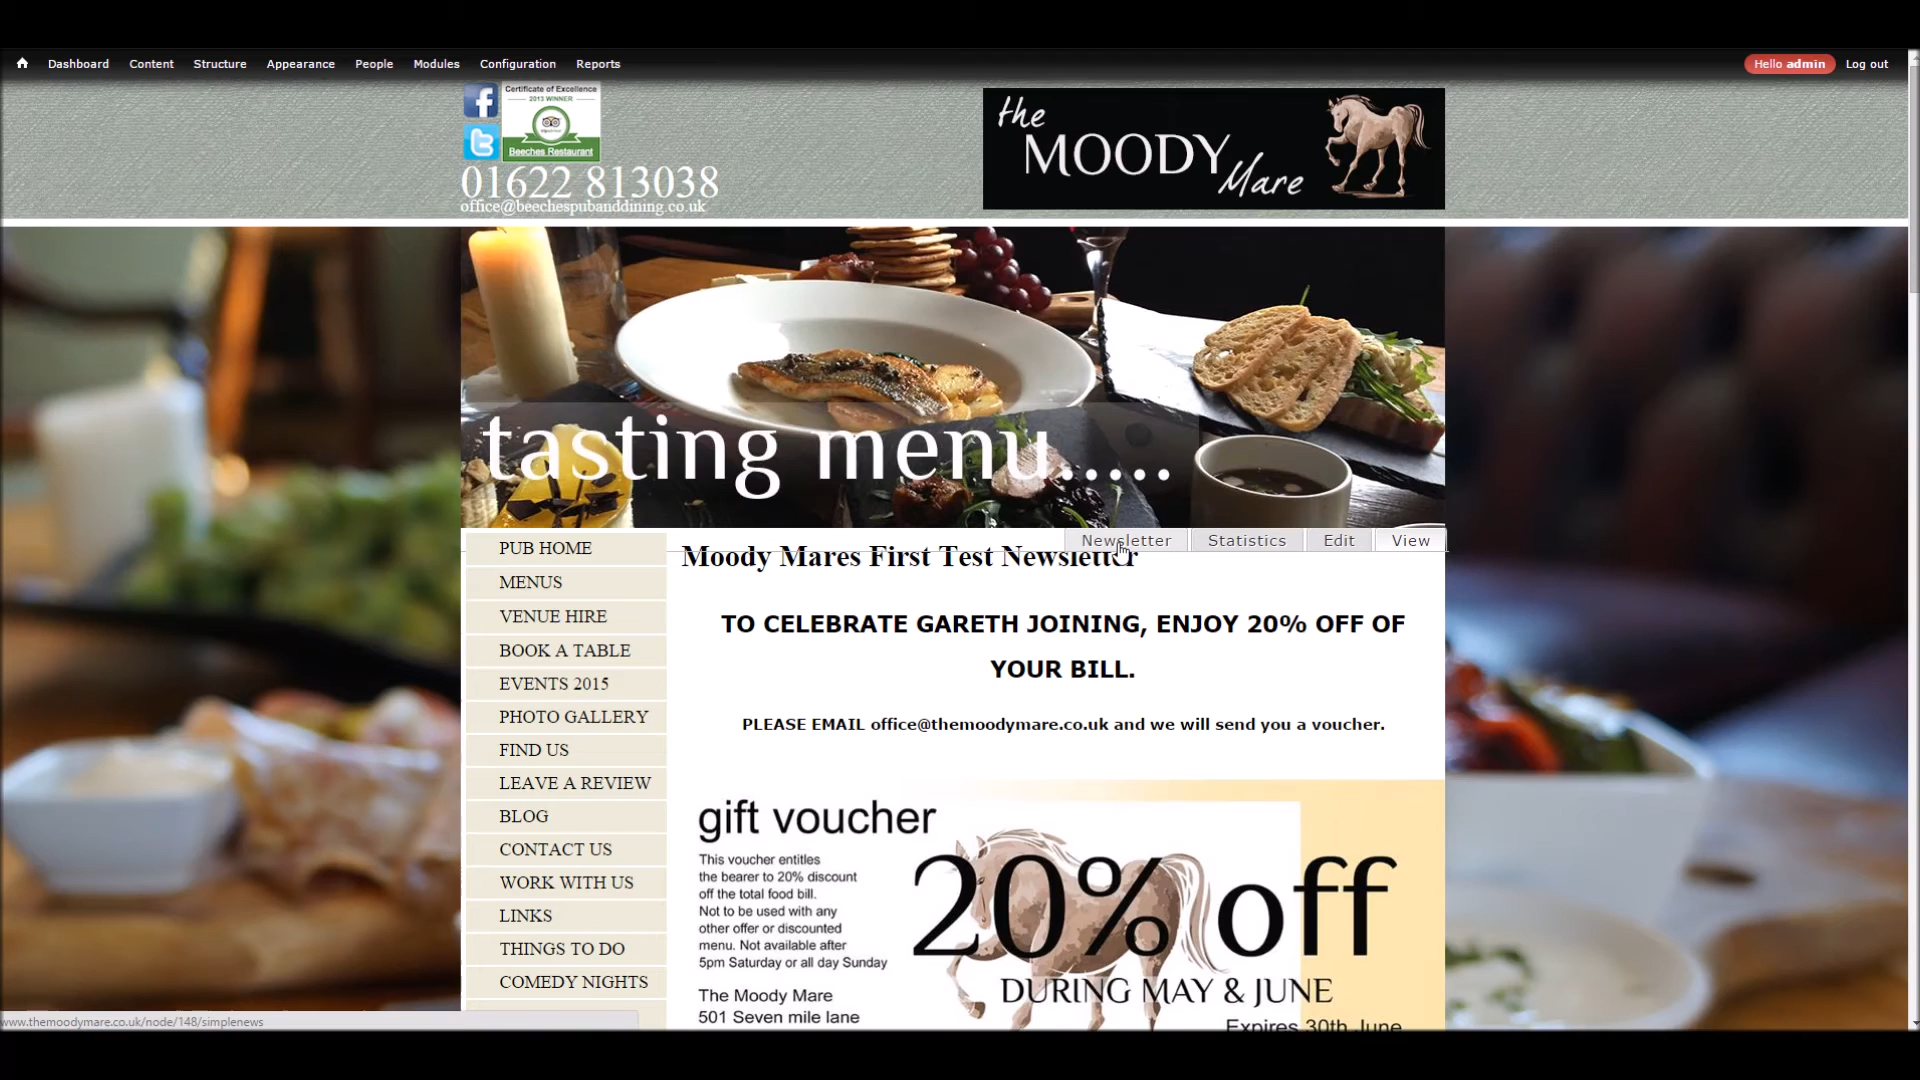 Dashboard Content Structure Appearance People Modules Configuration Reports Hello admin Log out
Certificate of Excellence
2013 WINNER
Beeches Restaurant
01622 813038
office@beechespubanddining.co.uk
the
MOODY
Mare
tasting menu.....
Newsletter Statistics Edit View
PUB HOME
MENUS
VENUE HIRE
BOOK A TABLE
EVENTS 2015
PHOTO GALLERY
FIND US
LEAVE A REVIEW
BLOG
CONTACT US
WORK WITH US
LINKS
THINGS TO DO
COMEDY NIGHTS
Moody Mares First Test Newsletter
TO CELEBRATE GARETH JOINING, ENJOY 20% OFF OF
YOUR BILL.
PLEASE EMAIL office@themoodymare.co.uk and we will send you a voucher.
gift voucher
This voucher entitles
the bearer to 20% discount
off the total food bill.
Not to be used with any
other offer or discounted
menu. Not available after
5pm Saturday or all day Sunday
The Moody Mare
501 Seven mile lane
20% off
DURING MAY & JUNE
Expires 30th June
www.themoodymare.co.uk/node/148/simplenews